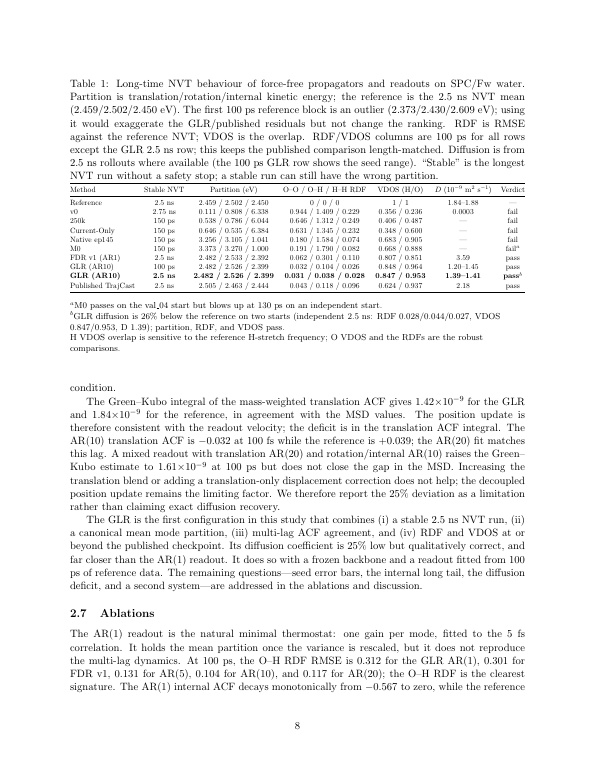 Table 1: Long-time NVT behaviour of force-free propagators and readouts on SPC/Fw water.
Partition is translation/rotation/internal kinetic energy; the reference is the 2.5 ns NVT mean
(2.459/2.502/2.450 eV). The first 100 ps reference block is an outlier (2.373/2.430/2.609 eV); using
it would exaggerate the GLR/published residuals but not change the ranking. RDF is RMSE
against the reference NVT; VDOS is the overlap. RDF/VDOS columns are 100 ps for all rows
except the GLR 2.5 ns row; this keeps the published comparison length-matched. Diffusion is from
2.5 ns rollouts where available (the 100 ps GLR row shows the seed range). “Stable” is the longest
NVT run without a safety stop; a stable run can still have the wrong partition.
Method Stable NVT Partition (eV) O–O / O–H / H–H RDF VDOS (H/O) D (10⁻⁹ m² s⁻¹) Verdict
Reference 2.5 ns 2.459 / 2.502 / 2.450 0 / 0 / 0 1 / 1 1.84–1.88 —
v0 2.75 ns 0.111 / 0.808 / 6.338 0.944 / 1.409 / 0.229 0.356 / 0.236 0.0003 fail
250k 150 ps 0.538 / 0.786 / 6.044 0.646 / 1.312 / 0.249 0.406 / 0.487 — fail
Current-Only 150 ps 0.646 / 0.535 / 6.384 0.631 / 1.345 / 0.232 0.348 / 0.600 — fail
Native ep145 150 ps 3.256 / 3.105 / 1.041 0.180 / 1.584 / 0.074 0.683 / 0.905 — fail
M0 150 ps 3.373 / 3.270 / 1.000 0.191 / 1.790 / 0.082 0.668 / 0.888 — failᵃ
FDR v1 (AR1) 2.5 ns 2.482 / 2.533 / 2.392 0.062 / 0.301 / 0.110 0.807 / 0.851 3.59 pass
GLR (AR10) 100 ps 2.482 / 2.526 / 2.399 0.032 / 0.104 / 0.026 0.848 / 0.964 1.20–1.45 pass
GLR (AR10) 2.5 ns 2.482 / 2.526 / 2.399 0.031 / 0.038 / 0.028 0.847 / 0.953 1.39–1.41 passᵇ
Published TrajCast 2.5 ns 2.505 / 2.463 / 2.444 0.043 / 0.118 / 0.096 0.624 / 0.937 2.18 pass
ᵃM0 passes on the val_04 start but blows up at 130 ps on an independent start.
ᵇGLR diffusion is 26% below the reference on two starts (independent 2.5 ns: RDF 0.028/0.044/0.027, VDOS
0.847/0.953, D 1.39); partition, RDF, and VDOS pass.
H VDOS overlap is sensitive to the reference H-stretch frequency; O VDOS and the RDFs are the robust
comparisons.
condition.
The Green–Kubo integral of the mass-weighted translation ACF gives 1.42×10⁻⁹ for the GLR
and 1.84×10⁻⁹ for the reference, in agreement with the MSD values. The position update is
therefore consistent with the readout velocity; the deficit is in the translation ACF integral. The
AR(10) translation ACF is −0.032 at 100 fs while the reference is +0.039; the AR(20) fit matches
this lag. A mixed readout with translation AR(20) and rotation/internal AR(10) raises the Green–
Kubo estimate to 1.61×10⁻⁹ at 100 ps but does not close the gap in the MSD. Increasing the
translation blend or adding a translation-only displacement correction does not help; the decoupled
position update remains the limiting factor. We therefore report the 25% deviation as a limitation
rather than claiming exact diffusion recovery.
The GLR is the first configuration in this study that combines (i) a stable 2.5 ns NVT run, (ii)
a canonical mean mode partition, (iii) multi-lag ACF agreement, and (iv) RDF and VDOS at or
beyond the published checkpoint. Its diffusion coefficient is 25% low but qualitatively correct, and
far closer than the AR(1) readout. It does so with a frozen backbone and a readout fitted from 100
ps of reference data. The remaining questions—seed error bars, the internal long tail, the diffusion
deficit, and a second system—are addressed in the ablations and discussion.
2.7 Ablations
The AR(1) readout is the natural minimal thermostat: one gain per mode, fitted to the 5 fs
correlation. It holds the mean partition once the variance is rescaled, but it does not reproduce
the multi-lag dynamics. At 100 ps, the O–H RDF RMSE is 0.312 for the GLR AR(1), 0.301 for
FDR v1, 0.131 for AR(5), 0.104 for AR(10), and 0.117 for AR(20); the O–H RDF is the clearest
signature. The AR(1) internal ACF decays monotonically from −0.567 to zero, while the reference
8